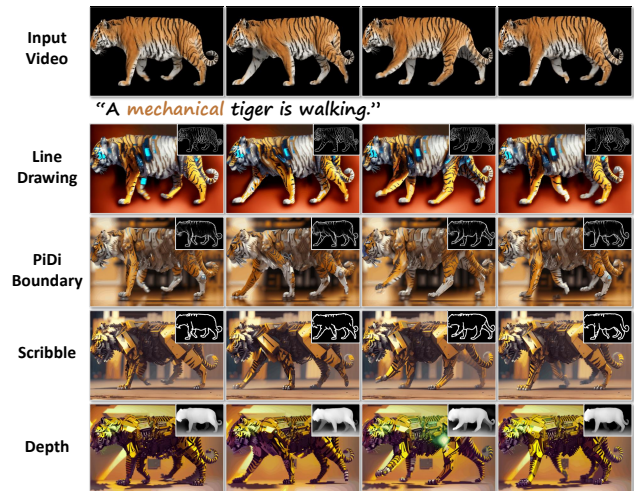 Input
Video
“A mechanical tiger is walking.”
Line
Drawing
PiDi
Boundary
Scribble
Depth